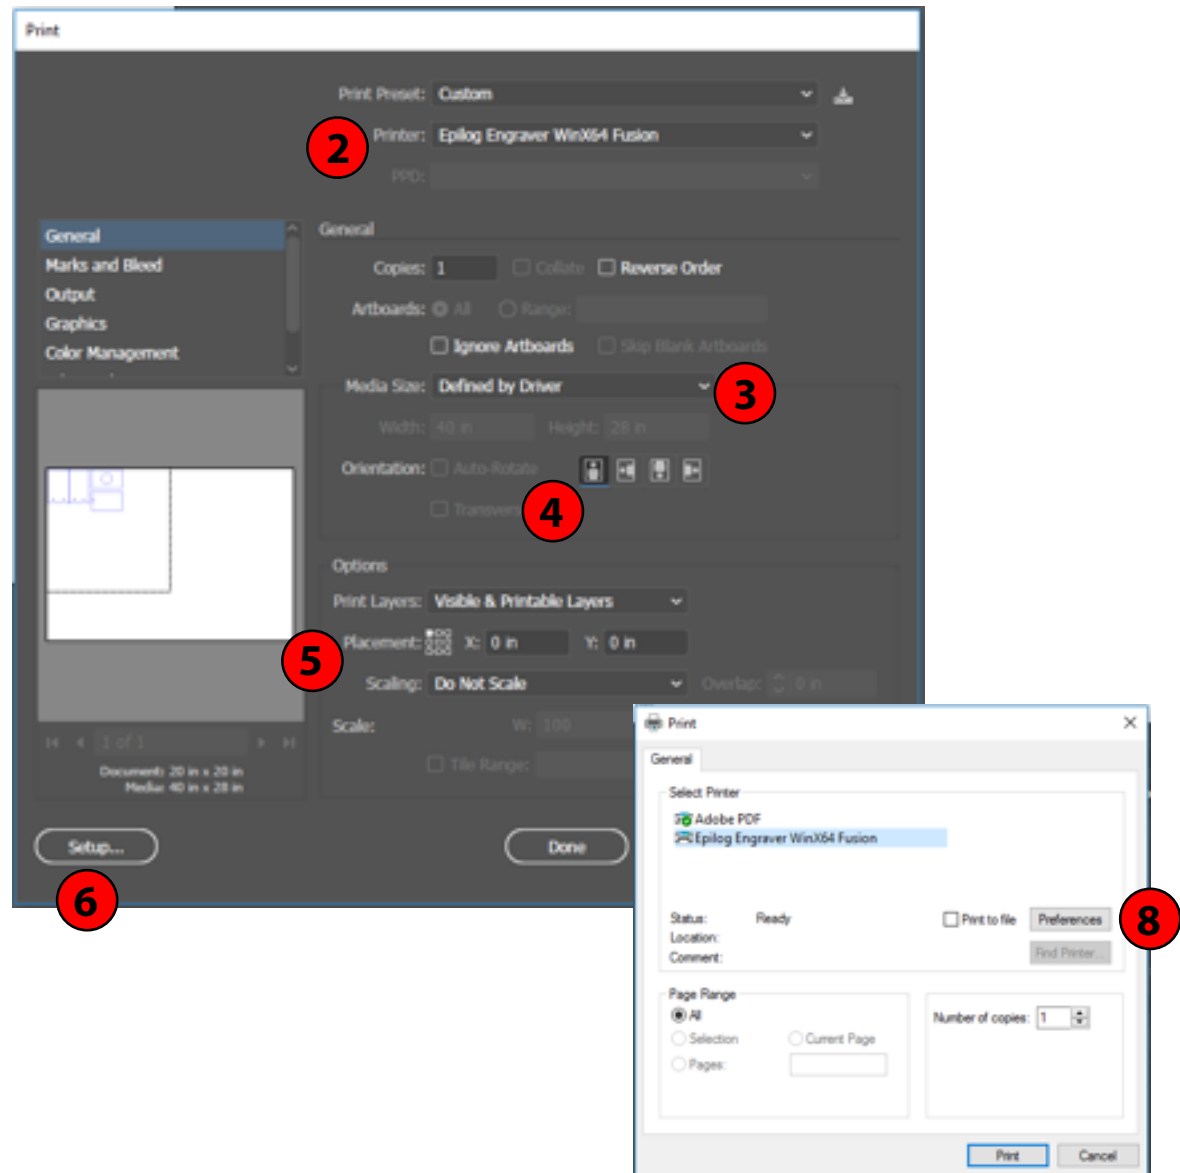 Print
Print Preset: Custom
2
Printer: Epilog Engraver WinX64 Fusion
PPD:
General
Marks and Bleed
Output
Graphics
Color Management
General
Copies: 1 Collate Reverse Order
Artboards: All Range:
Ignore Artboards Skip Blank Artboards
Media Size: Defined by Driver
3
Width: 40 in Height: 28 in
Orientation: Auto-Rotate
Transverse
4
Options
Print Layers: Visible & Printable Layers
Placement: X: 0 in Y: 0 in
5
Scaling: Do Not Scale Overlap: 0 in
Scale: W: 100
Tile Range:
1 of 1
Document: 20 in x 20 in
Media: 40 in x 28 in
Setup...
Done
6
Print
General
Select Printer
Adobe PDF
Epilog Engraver WinX64 Fusion
Status: Ready
Print to file Preferences
8
Location:
Comment:
Find Printer...
Page Range
All
Selection Current Page
Pages:
Number of copies: 1
Print Cancel